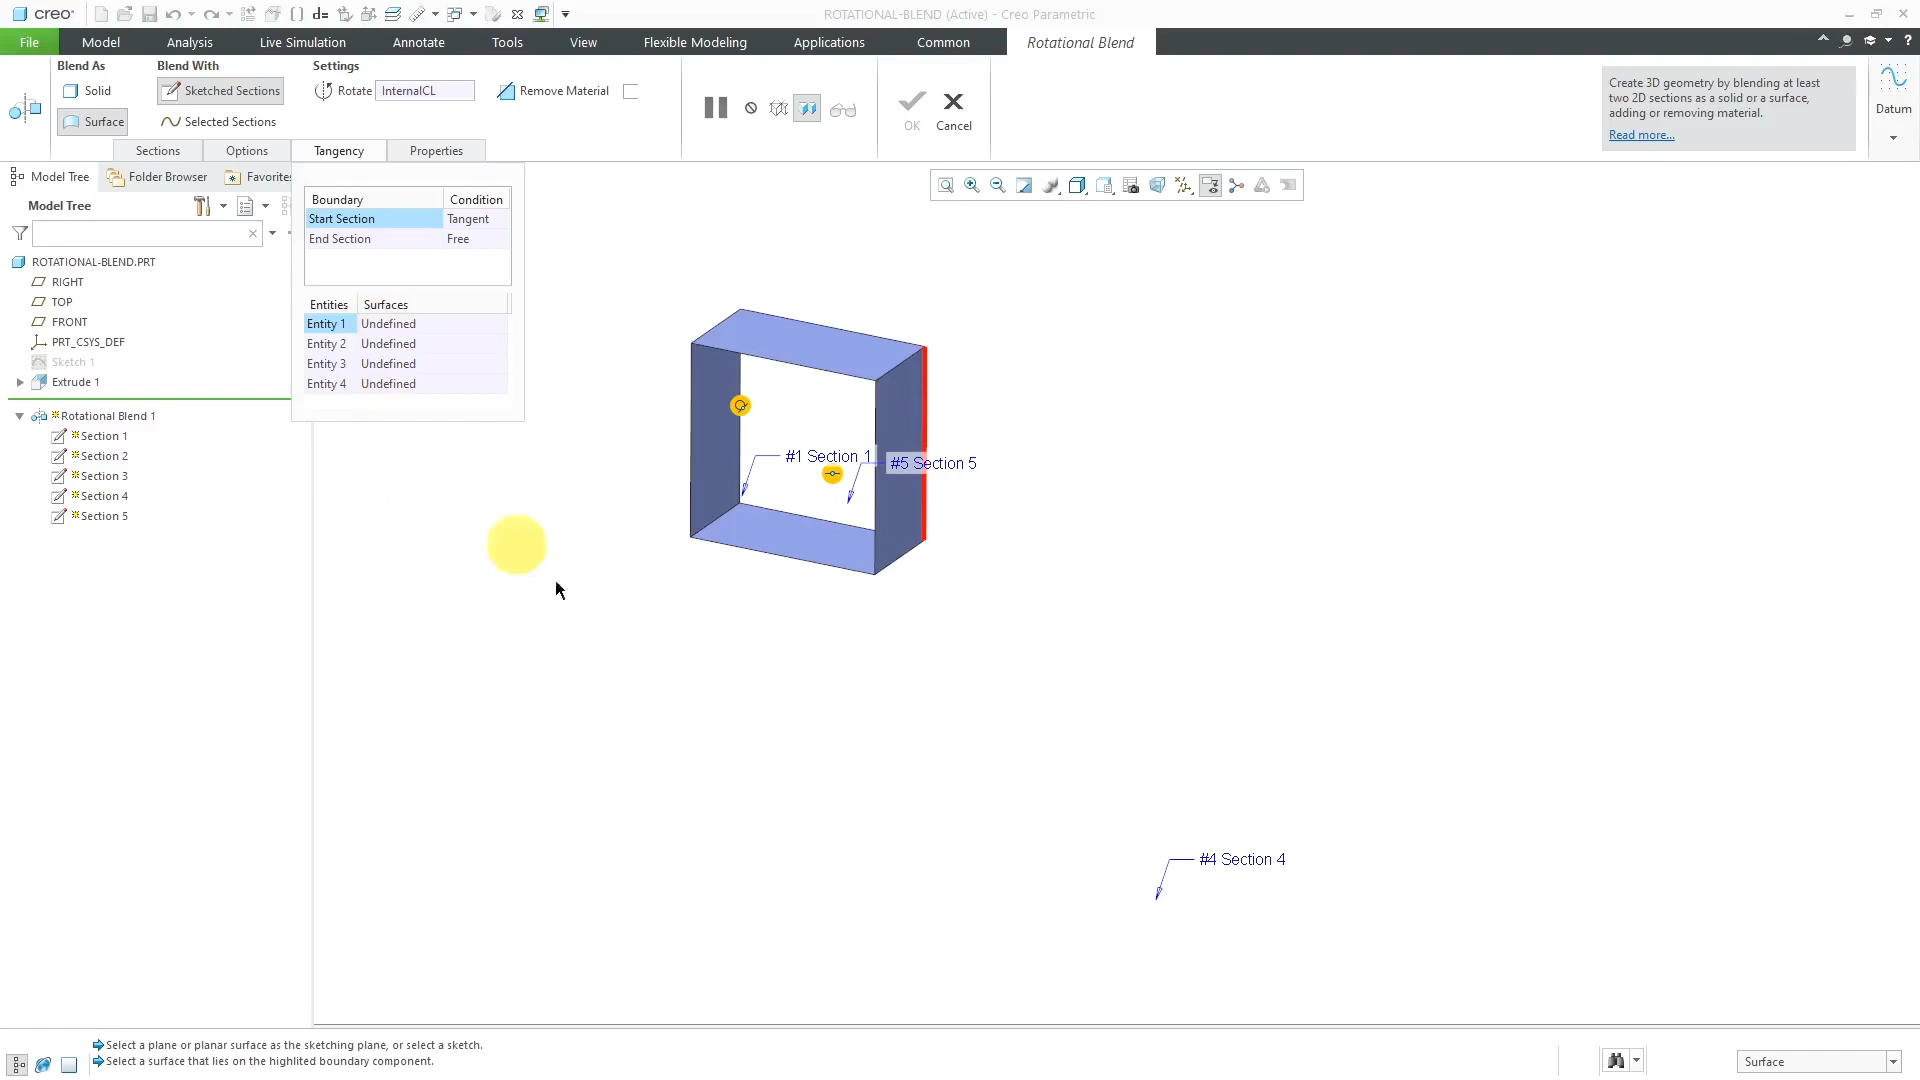 creo
ROTATIONAL-BLEND (Active) - Creo Parametric
File
Model
Analysis
Live Simulation
Annotate
Tools
View
Flexible Modeling
Applications
Common
Rotational Blend
Blend As
Blend With
Settings
Solid
Sketched Sections
Rotate
InternalCL
Remove Material
Surface
Selected Sections
OK
Cancel
Create 3D geometry by blending at least
two 2D sections as a solid or a surface,
adding or removing material.
Read more...
Datum
Sections
Options
Tangency
Properties
Model Tree
Folder Browser
Favorites
Model Tree
Boundary
Condition
Start Section
Tangent
End Section
Free
Entities
Surfaces
Entity 1
Undefined
Entity 2
Undefined
Entity 3
Undefined
Entity 4
Undefined
ROTATIONAL-BLEND.PRT
RIGHT
TOP
FRONT
PRT_CSYS_DEF
Sketch 1
Extrude 1
Rotational Blend 1
Section 1
Section 2
Section 3
Section 4
Section 5
#1 Section 1
#5 Section 5
#4 Section 4
Select a plane or planar surface as the sketching plane, or select a sketch.
Select a surface that lies on the highlited boundary component.
Surface